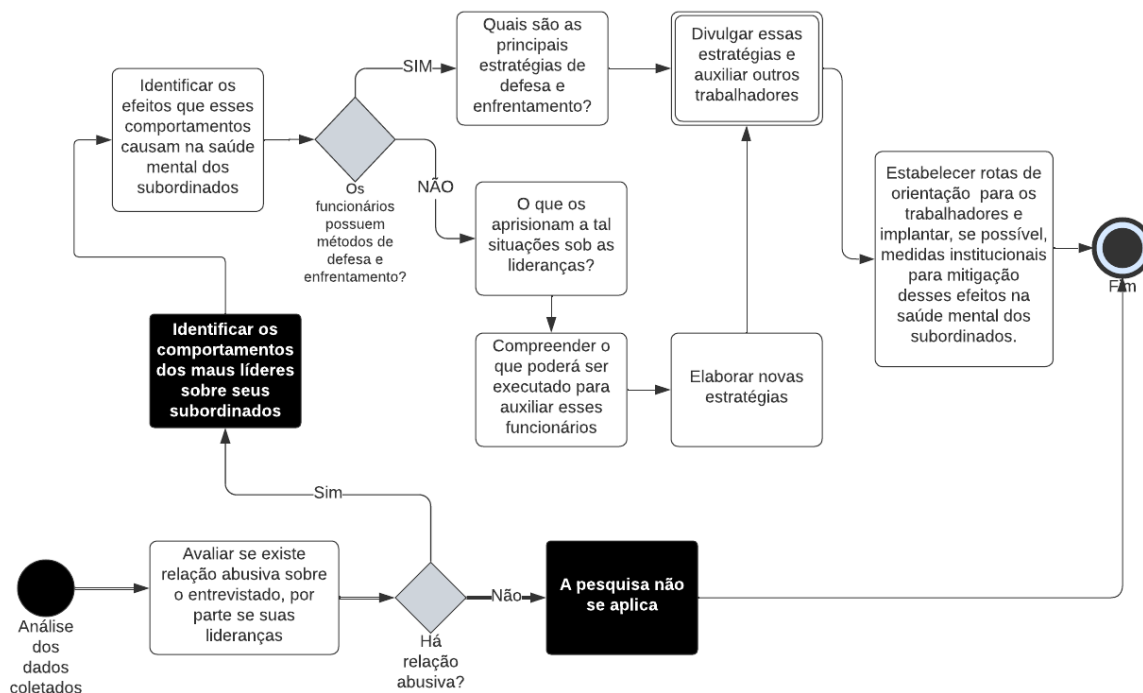 Análise
dos
dados
coletados
Avaliar se existe
relação abusiva sobre
o entrevistado, por
parte se suas
lideranças
Há
relação
abusiva?
Não
A pesquisa não
se aplica
Sim
Identificar os
comportamentos
dos maus líderes
sobre seus
subordinados
Identificar os
efeitos que esses
comportamentos
causam na saúde
mental dos
subordinados
Os
funcionários
possuem
métodos de
defesa e
enfrentamento?
SIM
Quais são as
principais
estratégias de
defesa e
enfrentamento?
NÃO
O que os
aprisionam a tal
situações sob as
lideranças?
Compreender o
que poderá ser
executado para
auxiliar esses
funcionários
Elaborar novas
estratégias
Divulgar essas
estratégias e
auxiliar outros
trabalhadores
Estabelecer rotas de
orientação para os
trabalhadores e
implantar, se possível,
medidas institucionais
para mitigação
desses efeitos na
saúde mental dos
subordinados.
Fim